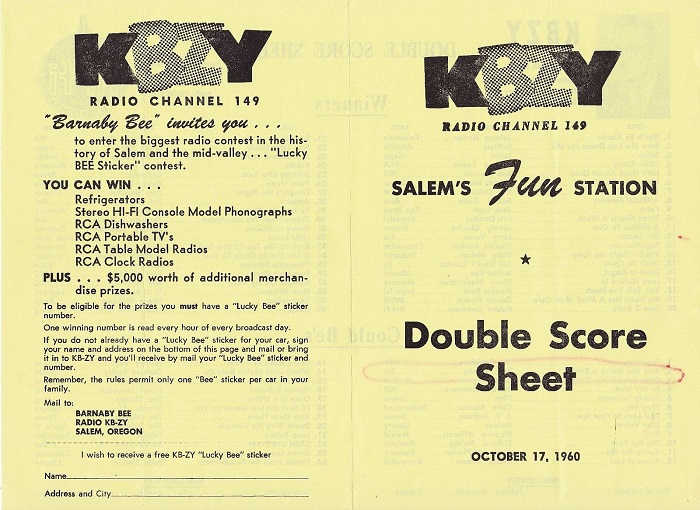 KBZY
RADIO CHANNEL 149
"Barnaby Bee" invites you . . .
to enter the biggest radio contest in the his-
tory of Salem and the mid-valley . . . "Lucky
BEE Sticker" contest.
YOU CAN WIN . . .
Refrigerators
Stereo HI-FI Console Model Phonographs
RCA Dishwashers
RCA Portable TV's
RCA Table Model Radios
RCA Clock Radios
PLUS . . . $5,000 worth of additional merchan-
dise prizes.
To be eligible for the prizes you must have a "Lucky Bee" sticker
number.
One winning number is read every hour of every broadcast day.
If you do not already have a "Lucky Bee" sticker for your car, sign
your name and address on the bottom of this page and mail or bring
it in to KB-ZY and you'll receive by mail your "Lucky Bee" sticker and
number.
Remember, the rules permit only one "Bee" sticker per car in your
family.
Mail to:
BARNABY BEE
RADIO KB-ZY
SALEM, OREGON
I wish to receive a free KB-ZY "Lucky Bee" sticker
Name
Address and City
KBZY
RADIO CHANNEL 149
SALEM'S Fun STATION
Double Score
Sheet
OCTOBER 17, 1960